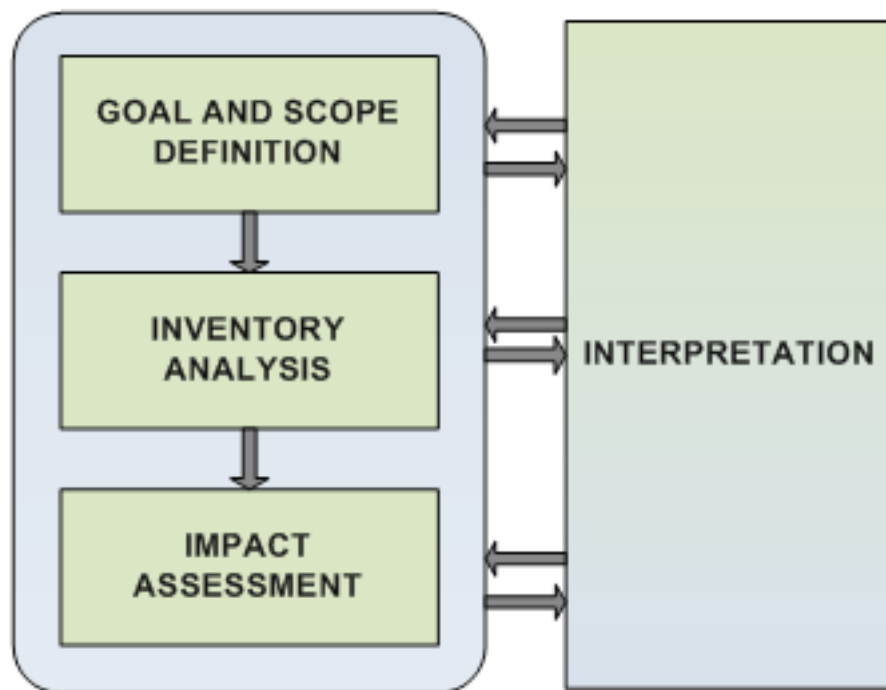 GOAL AND SCOPE
DEFINITION
INVENTORY
ANALYSIS
INTERPRETATION
IMPACT
ASSESSMENT